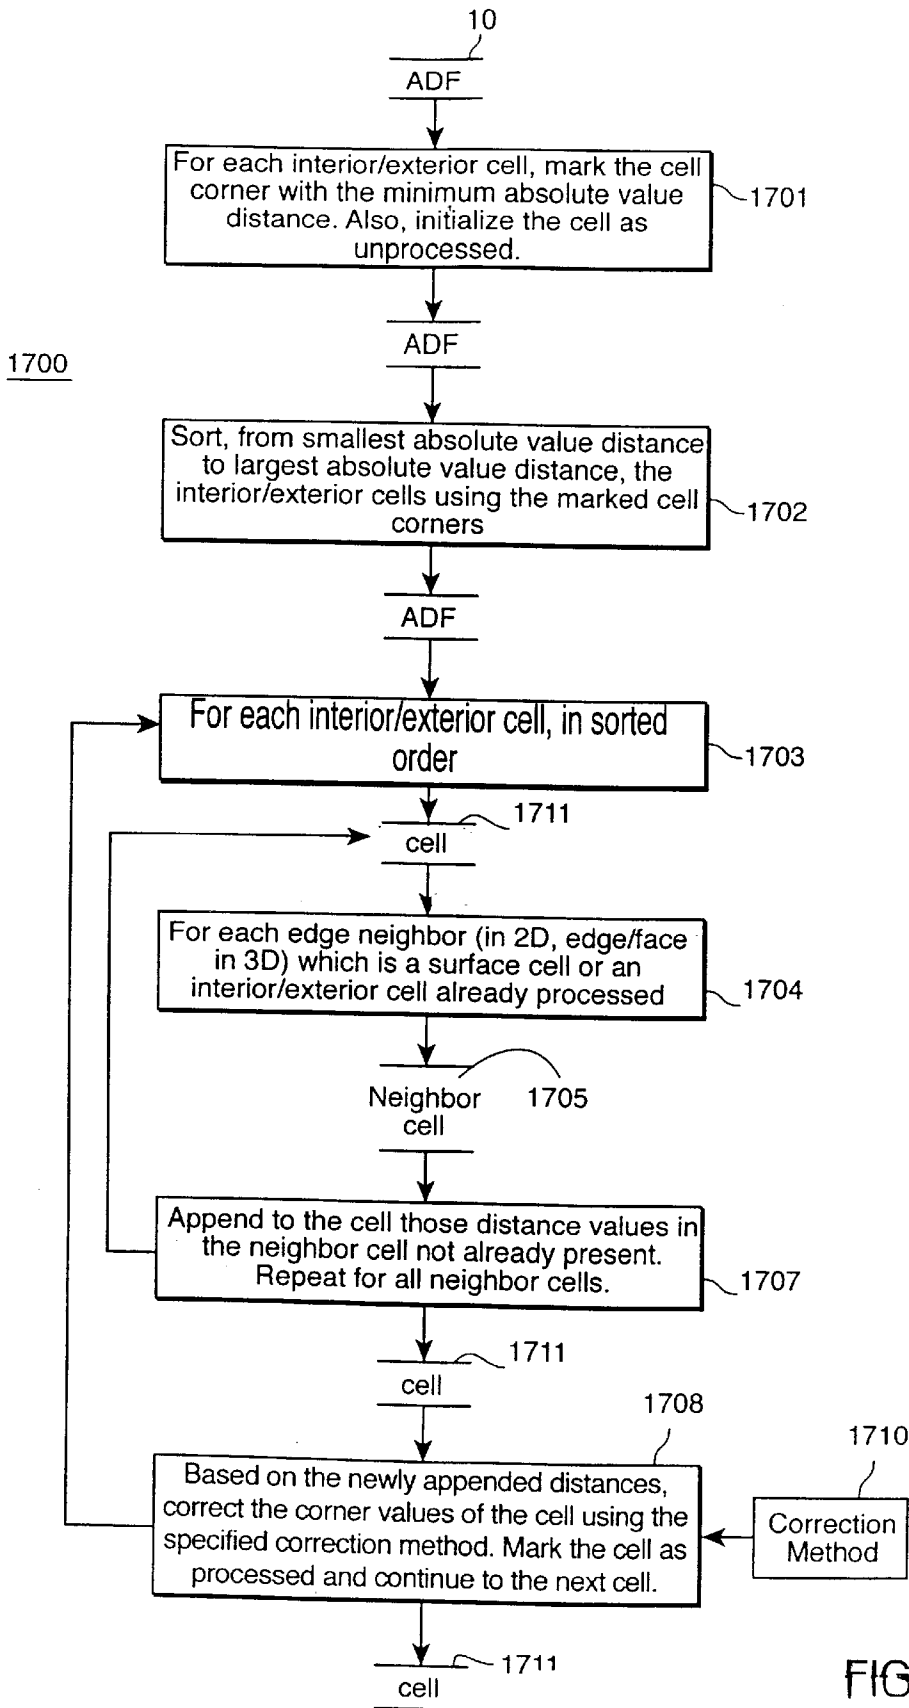 10
ADF
For each interior/exterior cell, mark the cell
corner with the minimum absolute value
distance. Also, initialize the cell as
unprocessed.
1701
ADF
1700
Sort, from smallest absolute value distance
to largest absolute value distance, the
interior/exterior cells using the marked cell
corners
1702
ADF
For each interior/exterior cell, in sorted
order
1703
1711
cell
For each edge neighbor (in 2D, edge/face
in 3D) which is a surface cell or an
interior/exterior cell already processed
1704
Neighbor
cell
1705
Append to the cell those distance values in
the neighbor cell not already present.
Repeat for all neighbor cells.
1707
1711
cell
1708
1710
Based on the newly appended distances,
correct the corner values of the cell using the
specified correction method. Mark the cell as
processed and continue to the next cell.
Correction
Method
1711
cell
FIG